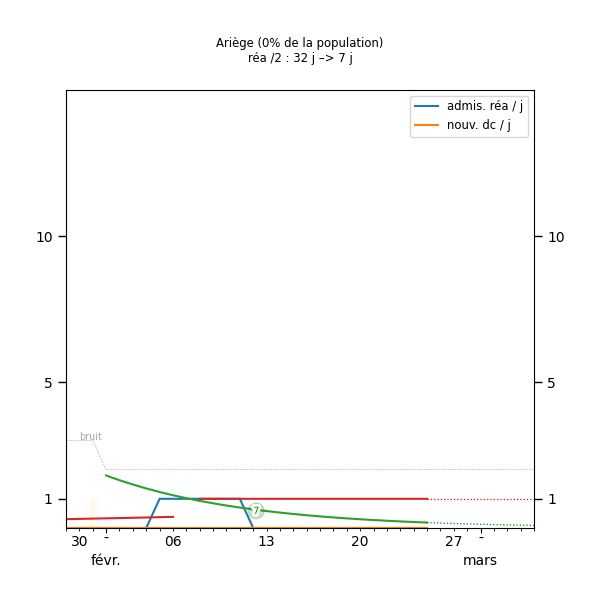 Ariège (0% de la population)
réa /2 : 32 j –> 7 j
admis. réa / j
nouv. dc / j
10 10
5 5
bruit
1 7 1
30 - 06 13 20 27 -
févr. mars